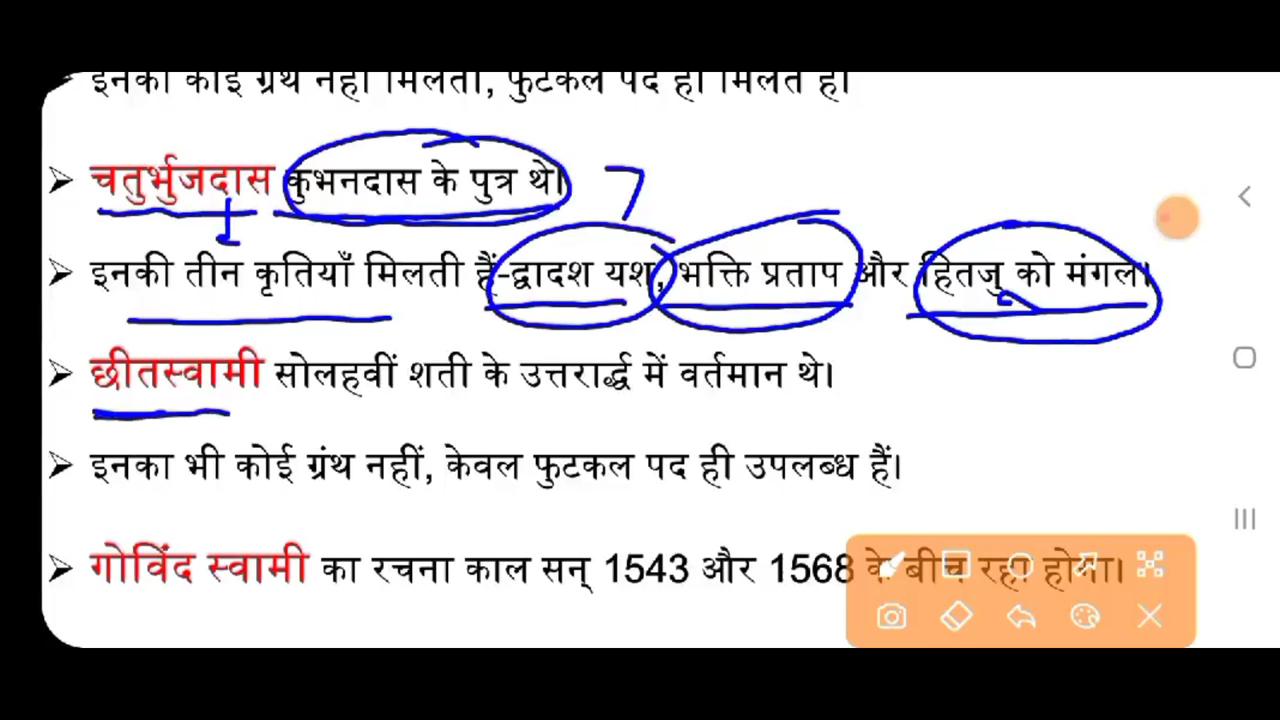 इनका कोई ग्रंथ नहीं मिलता, फुटकल पद ही मिलते है।
चतुर्भुजदास कुभनदास के पुत्र थे।
इनकी तीन कृतियाँ मिलती हैं-द्वादश यश, भक्ति प्रताप और हितजु को मंगल।
छीतस्वामी सोलहवीं शती के उत्तरार्द्ध में वर्तमान थे।
इनका भी कोई ग्रंथ नहीं, केवल फुटकल पद ही उपलब्ध हैं।
गोविंद स्वामी का रचना काल सन् 1543 और 1568 के बीच रहा होगा।